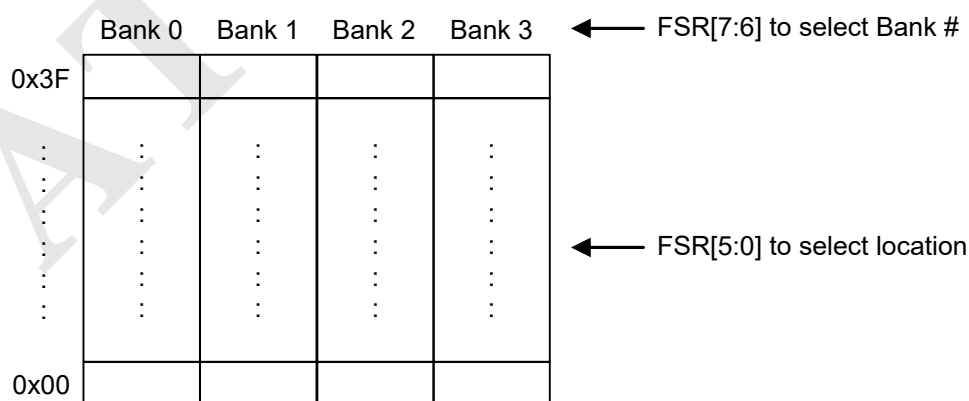 Bank 0 Bank 1 Bank 2 Bank 3 FSR[7:6] to select Bank #
0x3F
FSR[5:0] to select location
0x00
AT